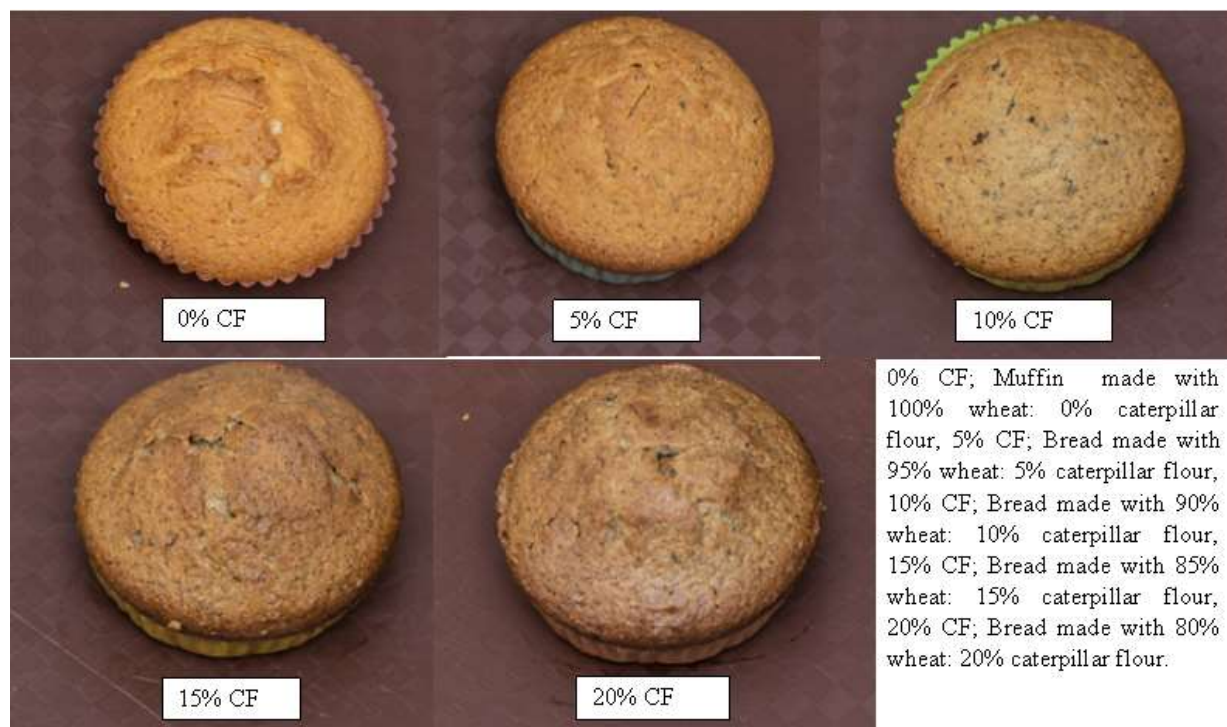 0% CF
5% CF
10% CF
15% CF
20% CF
0% CF; Muffin made with
100% wheat: 0% caterpillar
flour, 5% CF; Bread made with
95% wheat: 5% caterpillar flour,
10% CF; Bread made with 90%
wheat: 10% caterpillar flour,
15% CF; Bread made with 85%
wheat: 15% caterpillar flour,
20% CF; Bread made with 80%
wheat: 20% caterpillar flour.